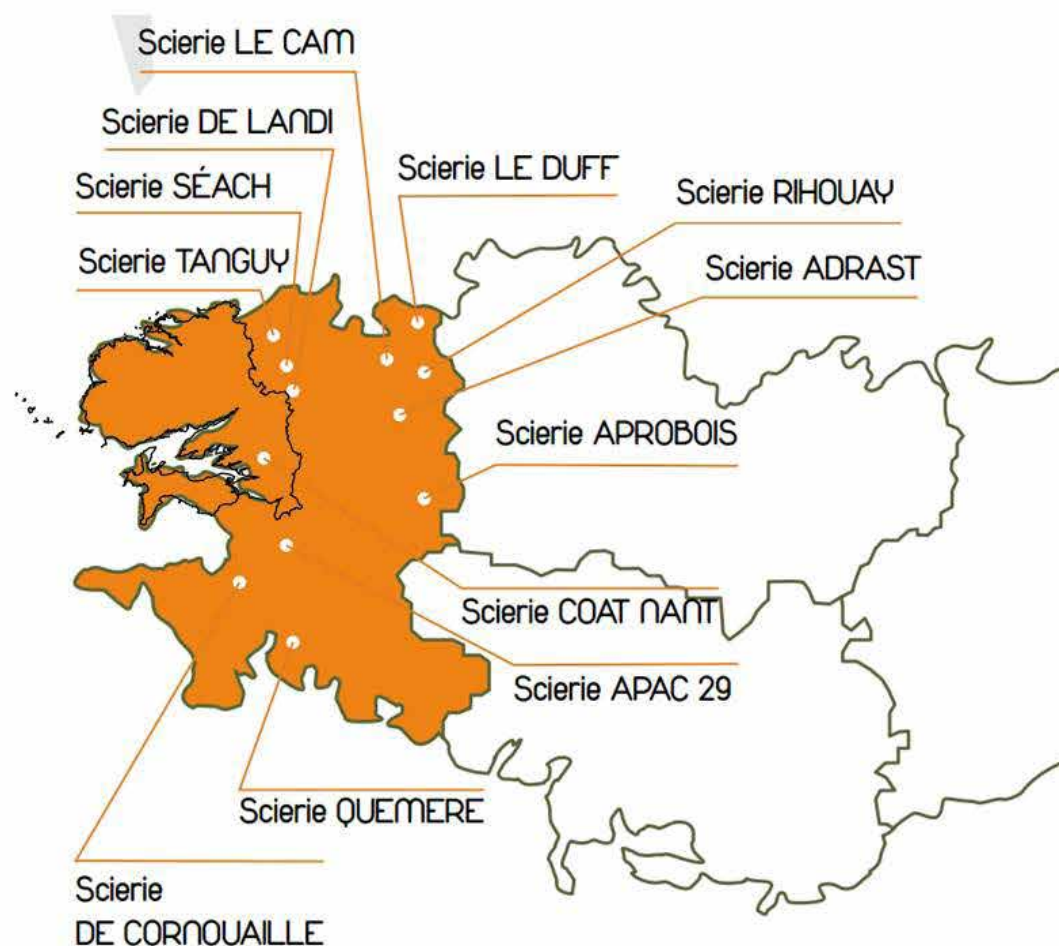 Scierie LE CAM
Scierie DE LANDI
Scierie LE DUFF
Scierie SÉACH
Scierie RIHOUAY
Scierie TANGUY
Scierie ADRAST
Scierie APROBOIS
Scierie COAT NANT
Scierie APAC 29
Scierie QUEMERE
Scierie
DE CORNOUAILLE